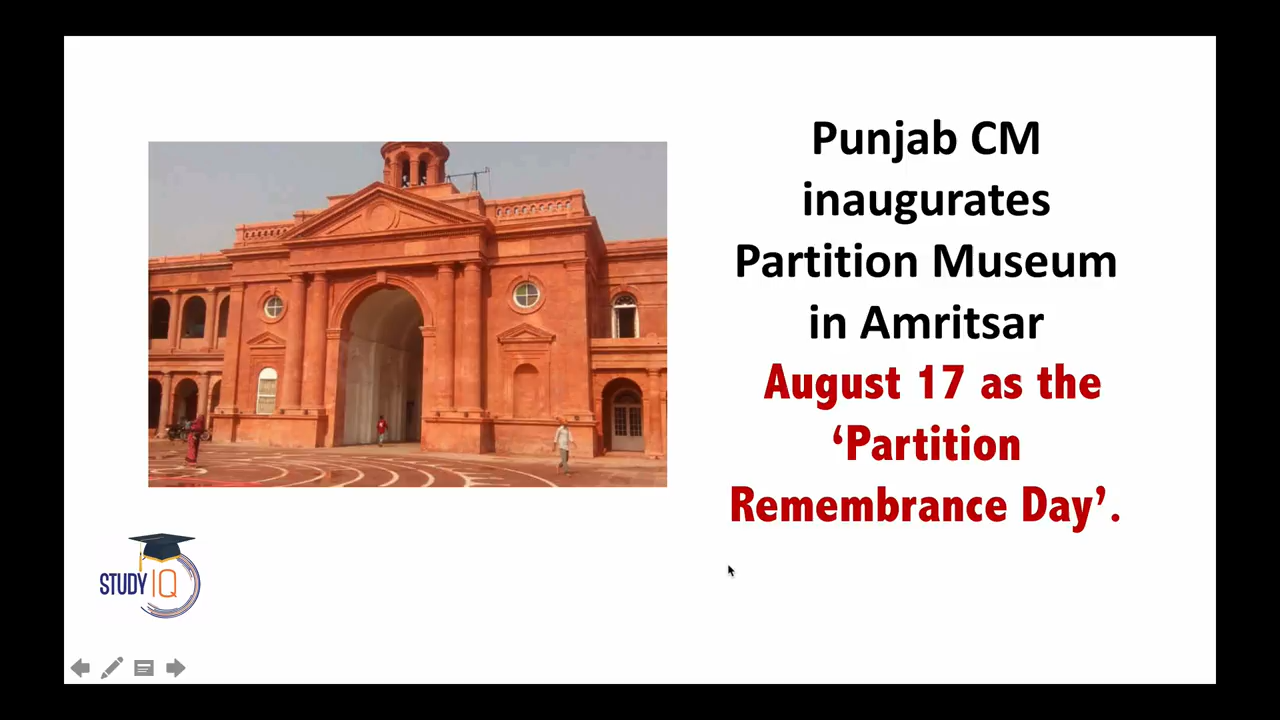 Punjab CM
inaugurates
Partition Museum
in Amritsar
August 17 as the
‘Partition
Remembrance Day’.
STUDY IQ